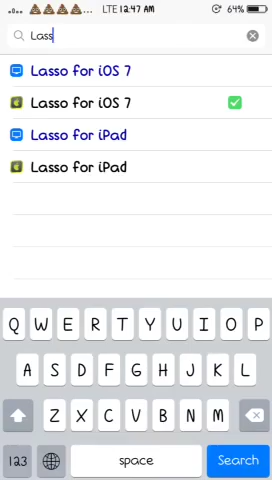 LTE 12:47 AM 64%
Lass
Lasso for iOS 7
Lasso for iOS 7
Lasso for iPad
Lasso for iPad
Q W E R T Y U I O P
A S D F G H J K L
Z X C V B N M
123 space Search